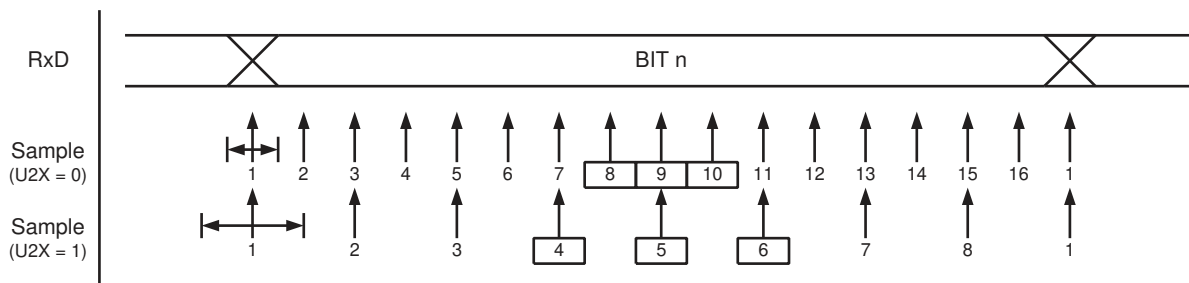 RxD BIT n
Sample
(U2X = 0) 1 2 3 4 5 6 7 8 9 10 11 12 13 14 15 16 1
Sample
(U2X = 1) 1 2 3 4 5 6 7 8 1